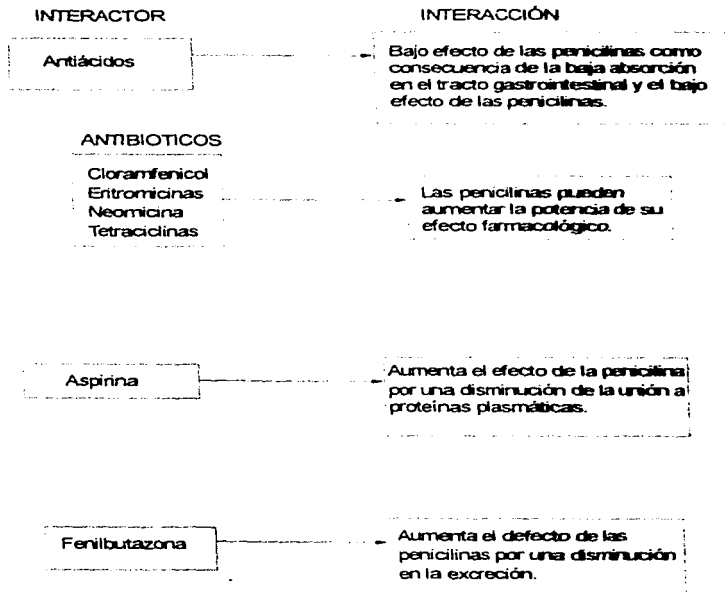 INTERACTOR
INTERACCIÓN
Antiácidos
Bajo efecto de las penicilinas como
consecuencia de la baja absorción
en el tracto gastrointestinal y el bajo
efecto de las penicilinas.
ANTIBIOTICOS
Cloramfenicol
Eritromicinas
Neomicina
Tetraciclinas
Las penicilinas pueden
aumentar la potencia de su
efecto farmacológico.
Aspirina
Aumenta el efecto de la penicilina
por una disminución de la unión a
proteínas plasmáticas.
Fenilbutazona
Aumenta el defecto de las
penicilinas por una disminución
en la excreción.